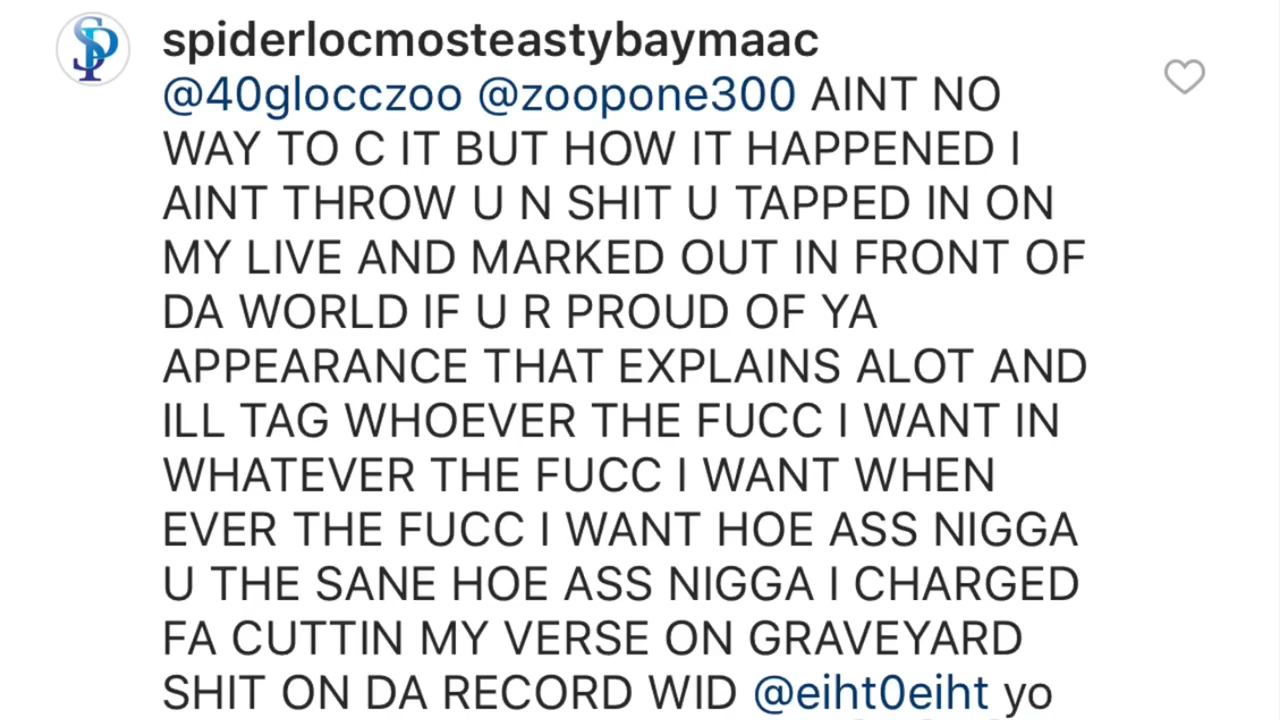 spiderlocmosteastybaymaac
@40glocczoo @zoopone300 AINT NO
WAY TO C IT BUT HOW IT HAPPENED I
AINT THROW U N SHIT U TAPPED IN ON
MY LIVE AND MARKED OUT IN FRONT OF
DA WORLD IF U R PROUD OF YA
APPEARANCE THAT EXPLAINS ALOT AND
ILL TAG WHOEVER THE FUCC I WANT IN
WHATEVER THE FUCC I WANT WHEN
EVER THE FUCC I WANT HOE ASS NIGGA
U THE SANE HOE ASS NIGGA I CHARGED
FA CUTTIN MY VERSE ON GRAVEYARD
SHIT ON DA RECORD WID @eiht0eiht yo